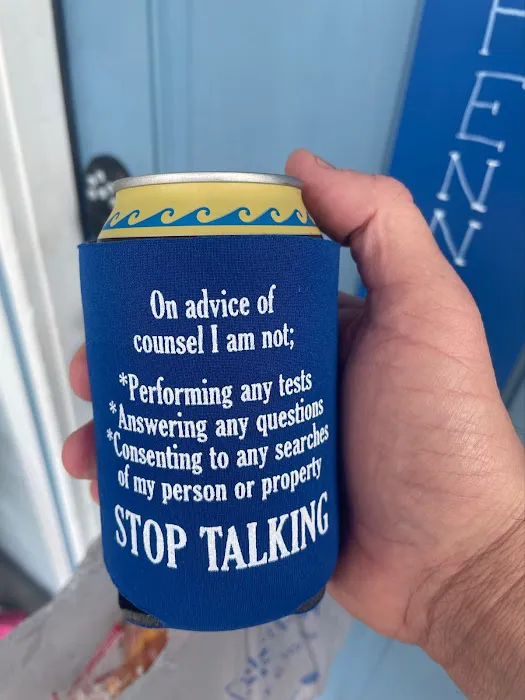 On advice of
counsel I am not;
*Performing any tests
*Answering any questions
*Consenting to any searches
of my person or property
STOP TALKING
ENN